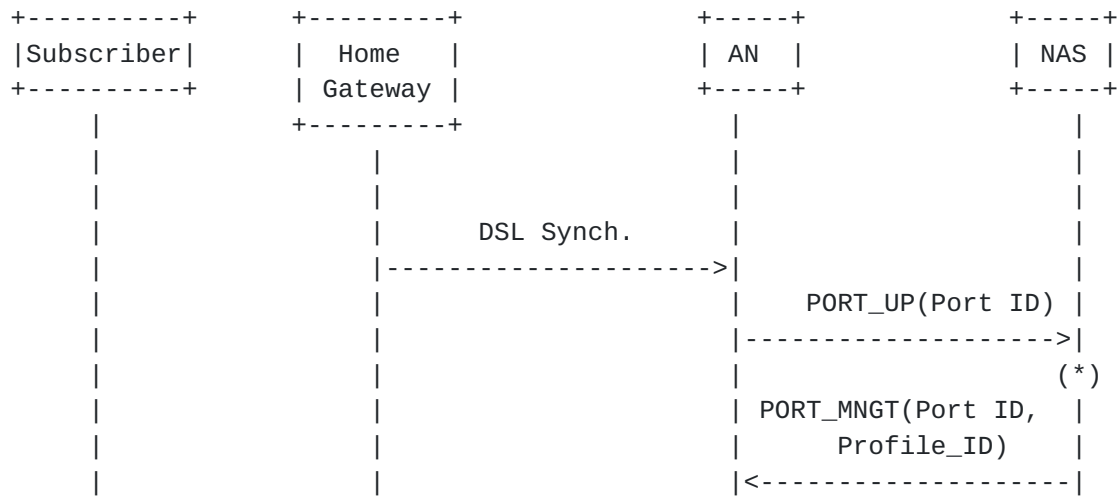 +----------+ +---------+ +-----+ +-----+
|Subscriber| | Home | | AN | | NAS |
+----------+ | Gateway | +-----+ +-----+
| +---------+ | |
| | | |
| | | |
| | DSL Synch. | |
| |--------------------->| |
| | | PORT_UP(Port ID) |
| | |-------------------->|
| | | (*)
| | | PORT_MNGT(Port ID, |
| | | Profile_ID) |
| | |<--------------------|